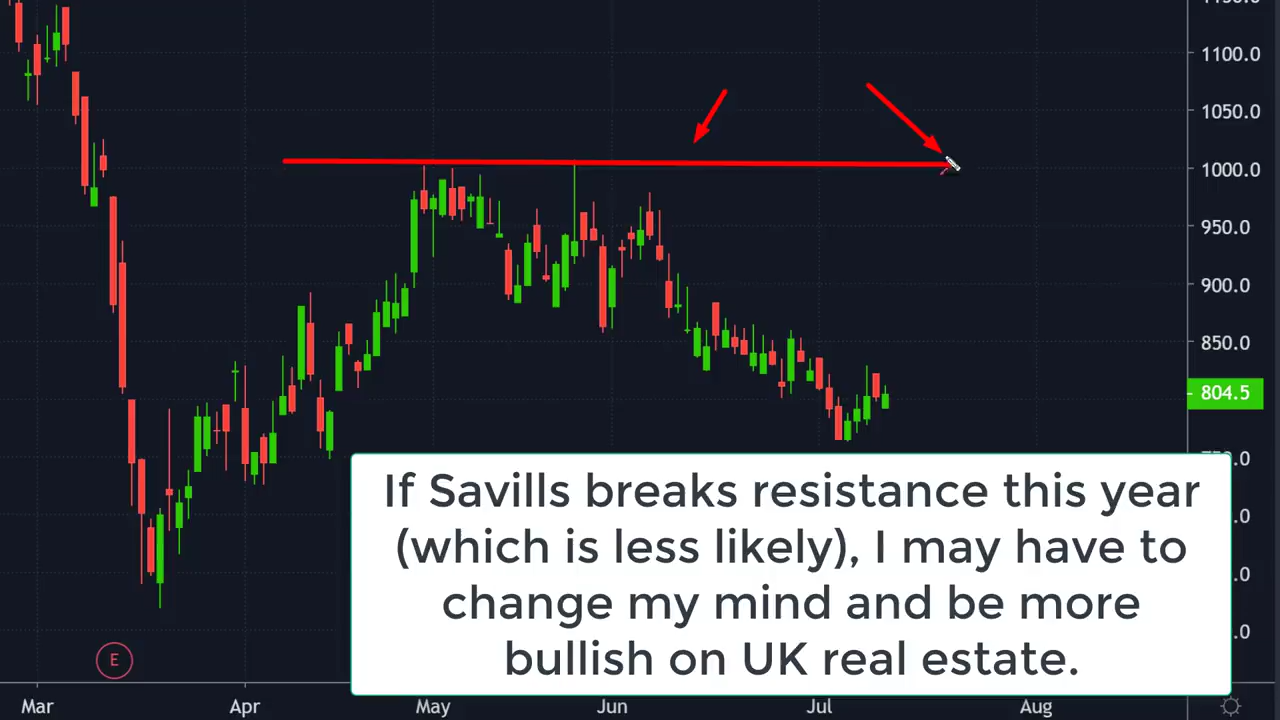 1100.0
1050.0
1000.0
950.0
900.0
850.0
804.5
If Savills breaks resistance this year
(which is less likely), I may have to
change my mind and be more
bullish on UK real estate.
E
Mar Apr May Jun Jul Aug